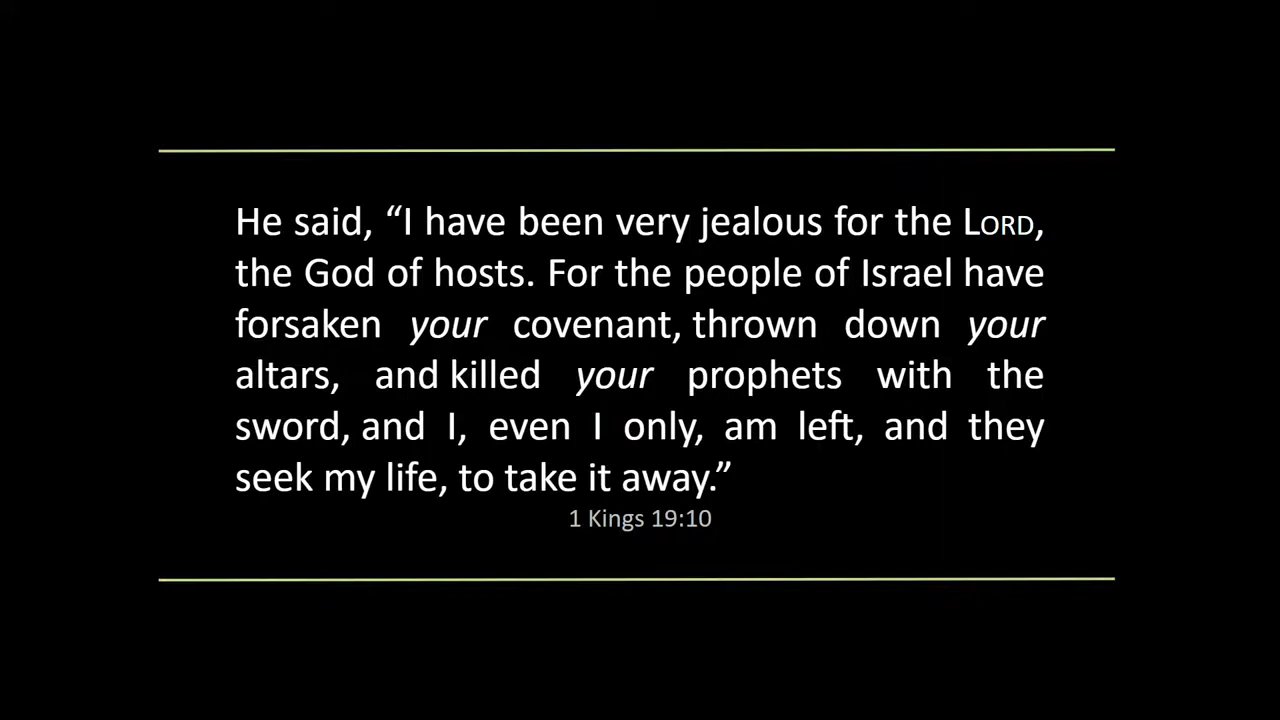 He said, “I have been very jealous for the LORD,
the God of hosts. For the people of Israel have
forsaken your covenant, thrown down your
altars, and killed your prophets with the
sword, and I, even I only, am left, and they
seek my life, to take it away.”
1 Kings 19:10